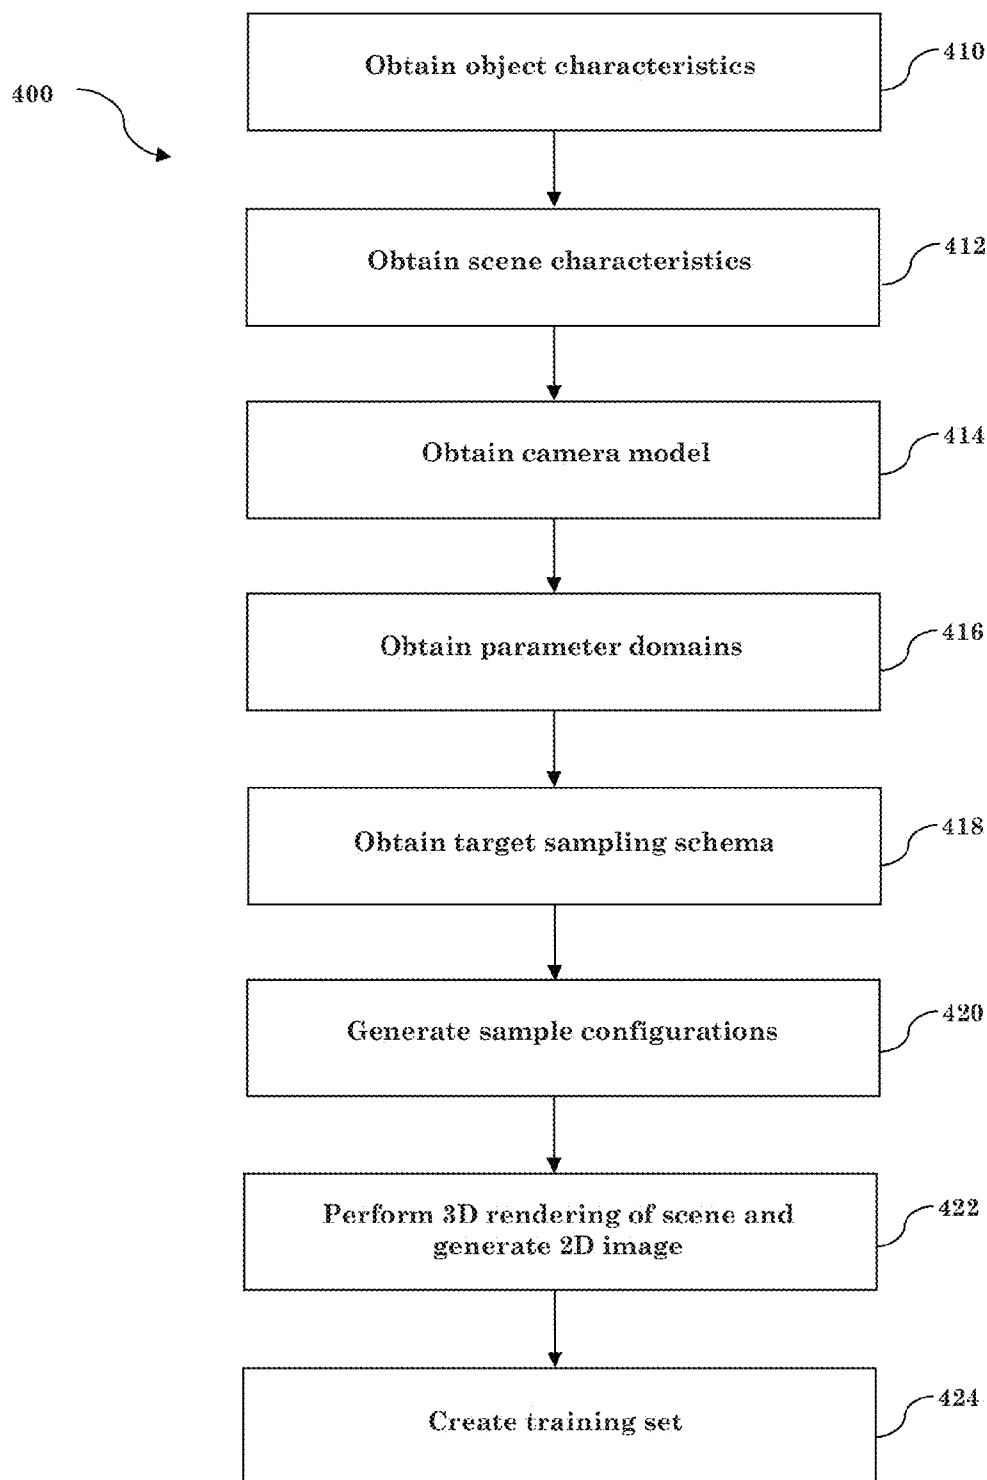 400
Obtain object characteristics
410
Obtain scene characteristics
412
Obtain camera model
414
Obtain parameter domains
416
Obtain target sampling schema
418
Generate sample configurations
420
Perform 3D rendering of scene and
generate 2D image
422
Create training set
424